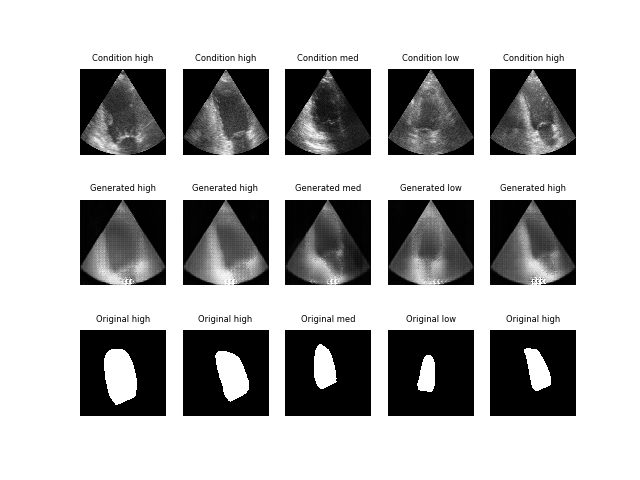 Condition high
Condition high
Condition med
Condition low
Condition high
Generated high
Generated high
Generated med
Generated low
Generated high
Original high
Original high
Original med
Original low
Original high